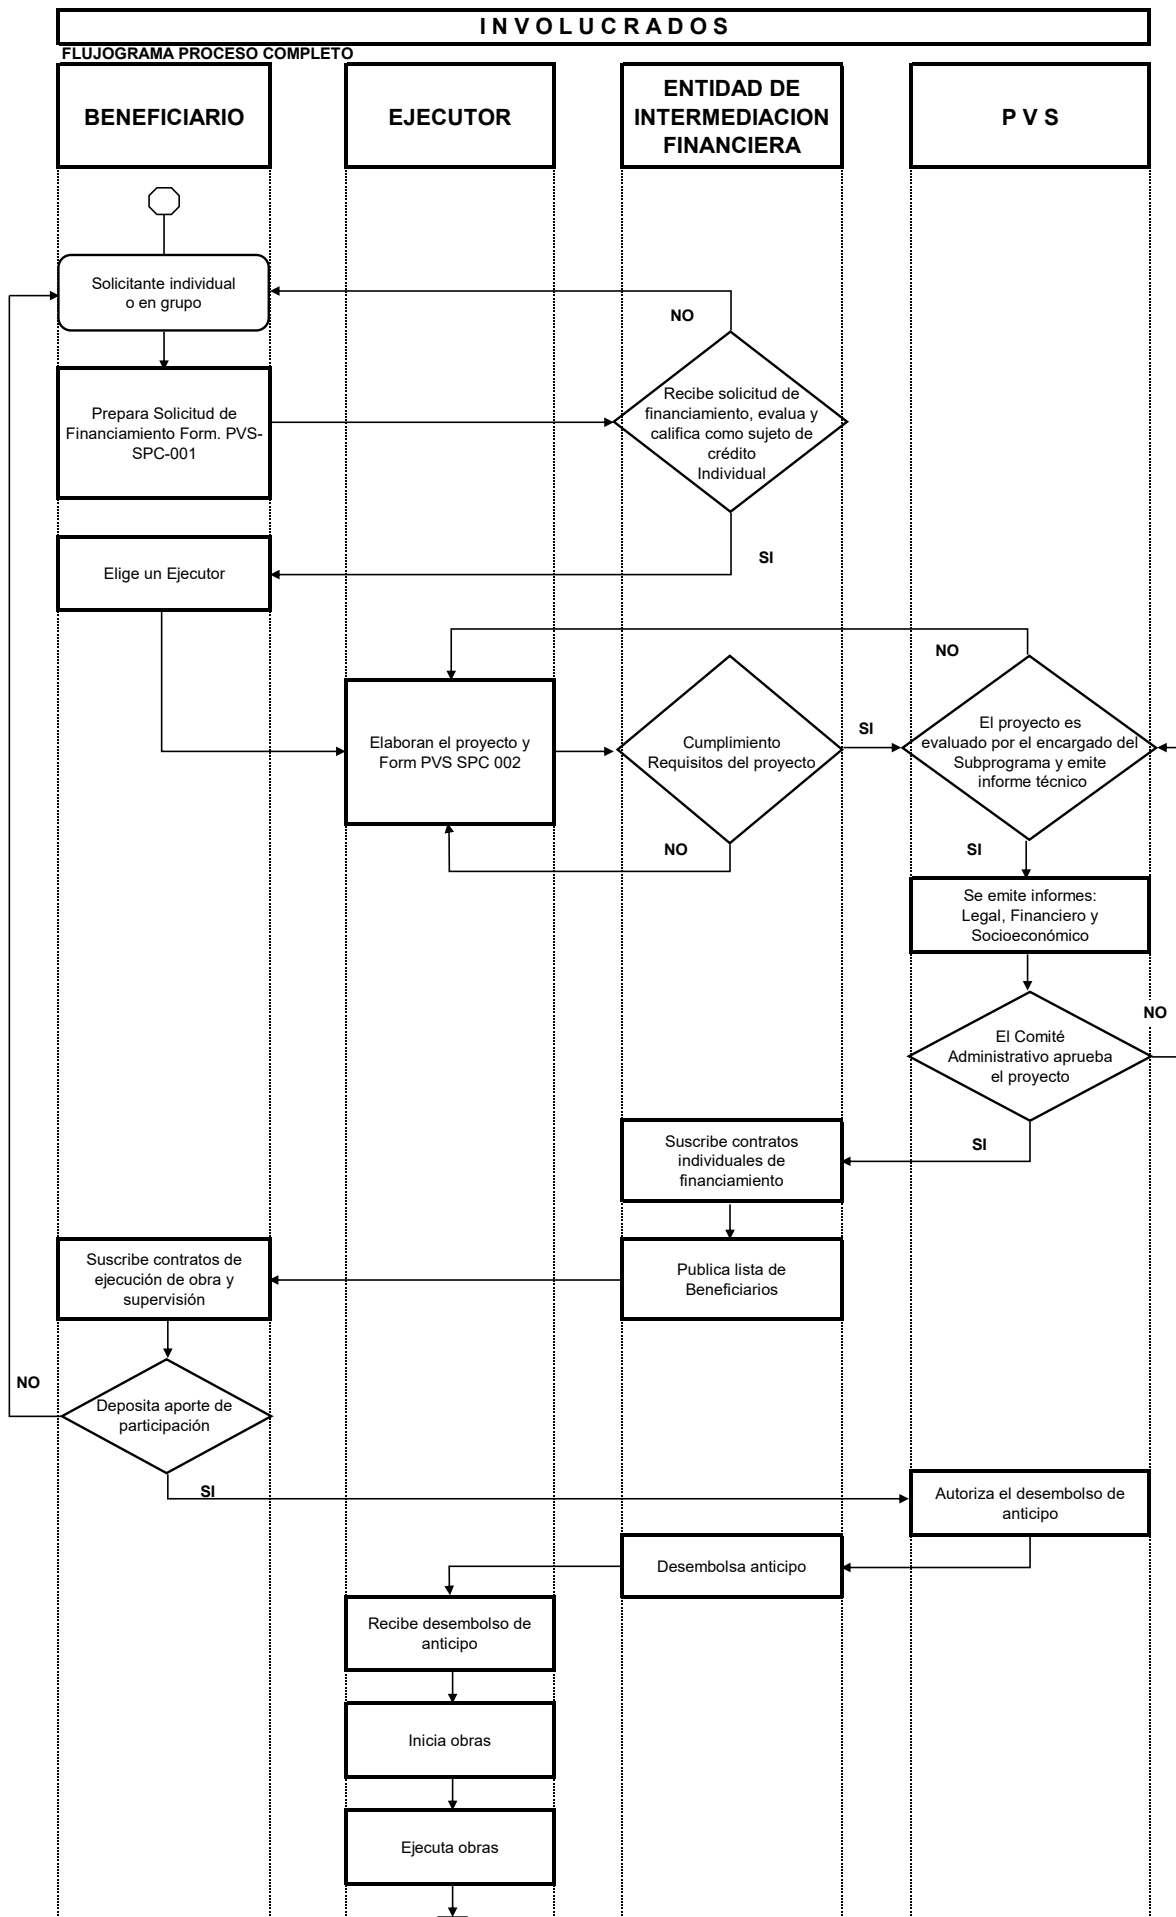 I N V O L U C R A D O S
FLUJOGRAMA PROCESO COMPLETO
BENEFICIARIO
EJECUTOR
ENTIDAD DE
INTERMEDIACION
FINANCIERA
P V S
Solicitante individual
o en grupo
NO
Recibe solicitud de
financiamiento, evalua y
califica como sujeto de
crédito
Individual
Prepara Solicitud de
Financiamiento Form. PVS-
SPC-001
SI
Elige un Ejecutor
NO
Elaboran el proyecto y
Form PVS SPC 002
Cumplimiento
Requisitos del proyecto
SI
El proyecto es
evaluado por el encargado del
Subprograma y emite
informe técnico
NO
SI
Se emite informes:
Legal, Financiero y
Socioeconómico
NO
El Comité
Administrativo aprueba
el proyecto
SI
Suscribe contratos
individuales de
financiamiento
Publica lista de
Beneficiarios
Suscribe contratos de
ejecución de obra y
supervisión
NO
Deposita aporte de
participación
SI
Autoriza el desembolso de
anticipo
Desembolsa anticipo
Recibe desembolso de
anticipo
Inicia obras
Ejecuta obras